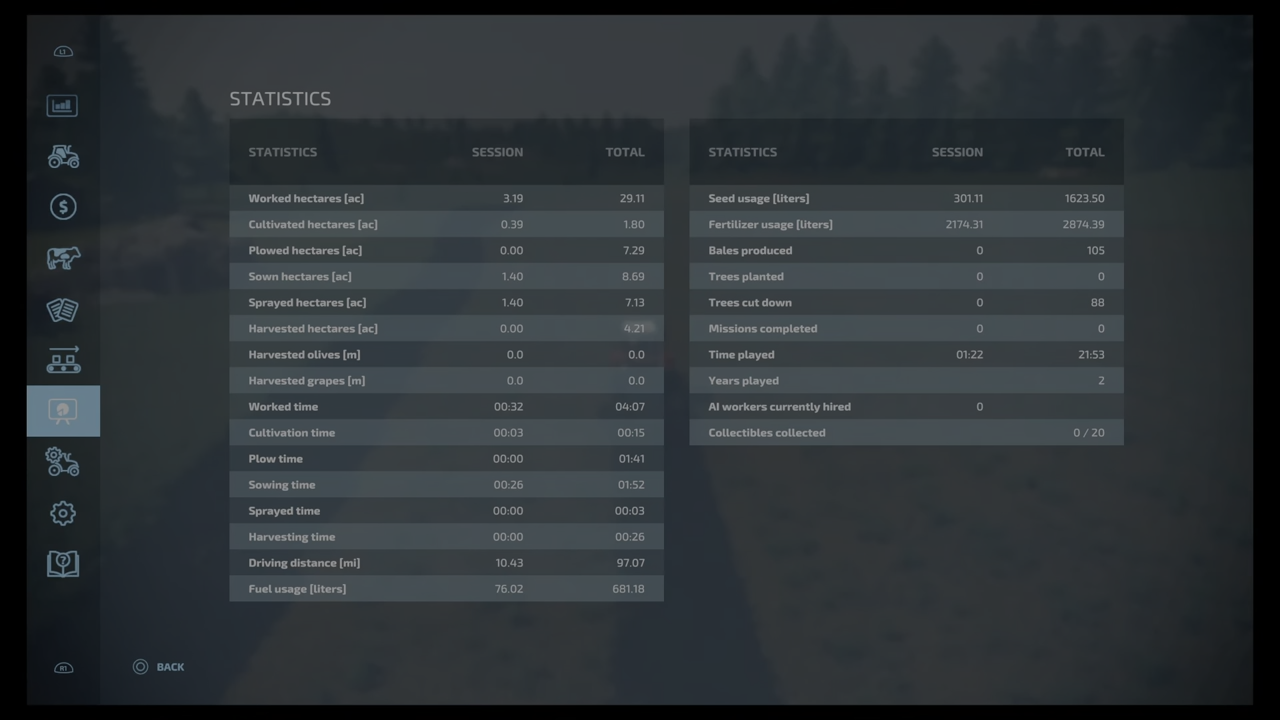 L1
STATISTICS
STATISTICS SESSION TOTAL
Worked hectares [ac] 3.19 29.11
Cultivated hectares [ac] 0.39 1.80
Plowed hectares [ac] 0.00 7.29
Sown hectares [ac] 1.40 8.69
Sprayed hectares [ac] 1.40 7.13
Harvested hectares [ac] 0.00 4.21
Harvested olives [m] 0.0 0.0
Harvested grapes [m] 0.0 0.0
Worked time 00:32 04:07
Cultivation time 00:03 00:15
Plow time 00:00 01:41
Sowing time 00:26 01:52
Sprayed time 00:00 00:03
Harvesting time 00:00 00:26
Driving distance [mi] 10.43 97.07
Fuel usage [liters] 76.02 681.18
STATISTICS SESSION TOTAL
Seed usage [liters] 301.11 1623.50
Fertilizer usage [liters] 2174.31 2874.39
Bales produced 0 105
Trees planted 0 0
Trees cut down 0 88
Missions completed 0 0
Time played 01:22 21:53
Years played 2
AI workers currently hired 0
Collectibles collected 0 / 20
R1
BACK